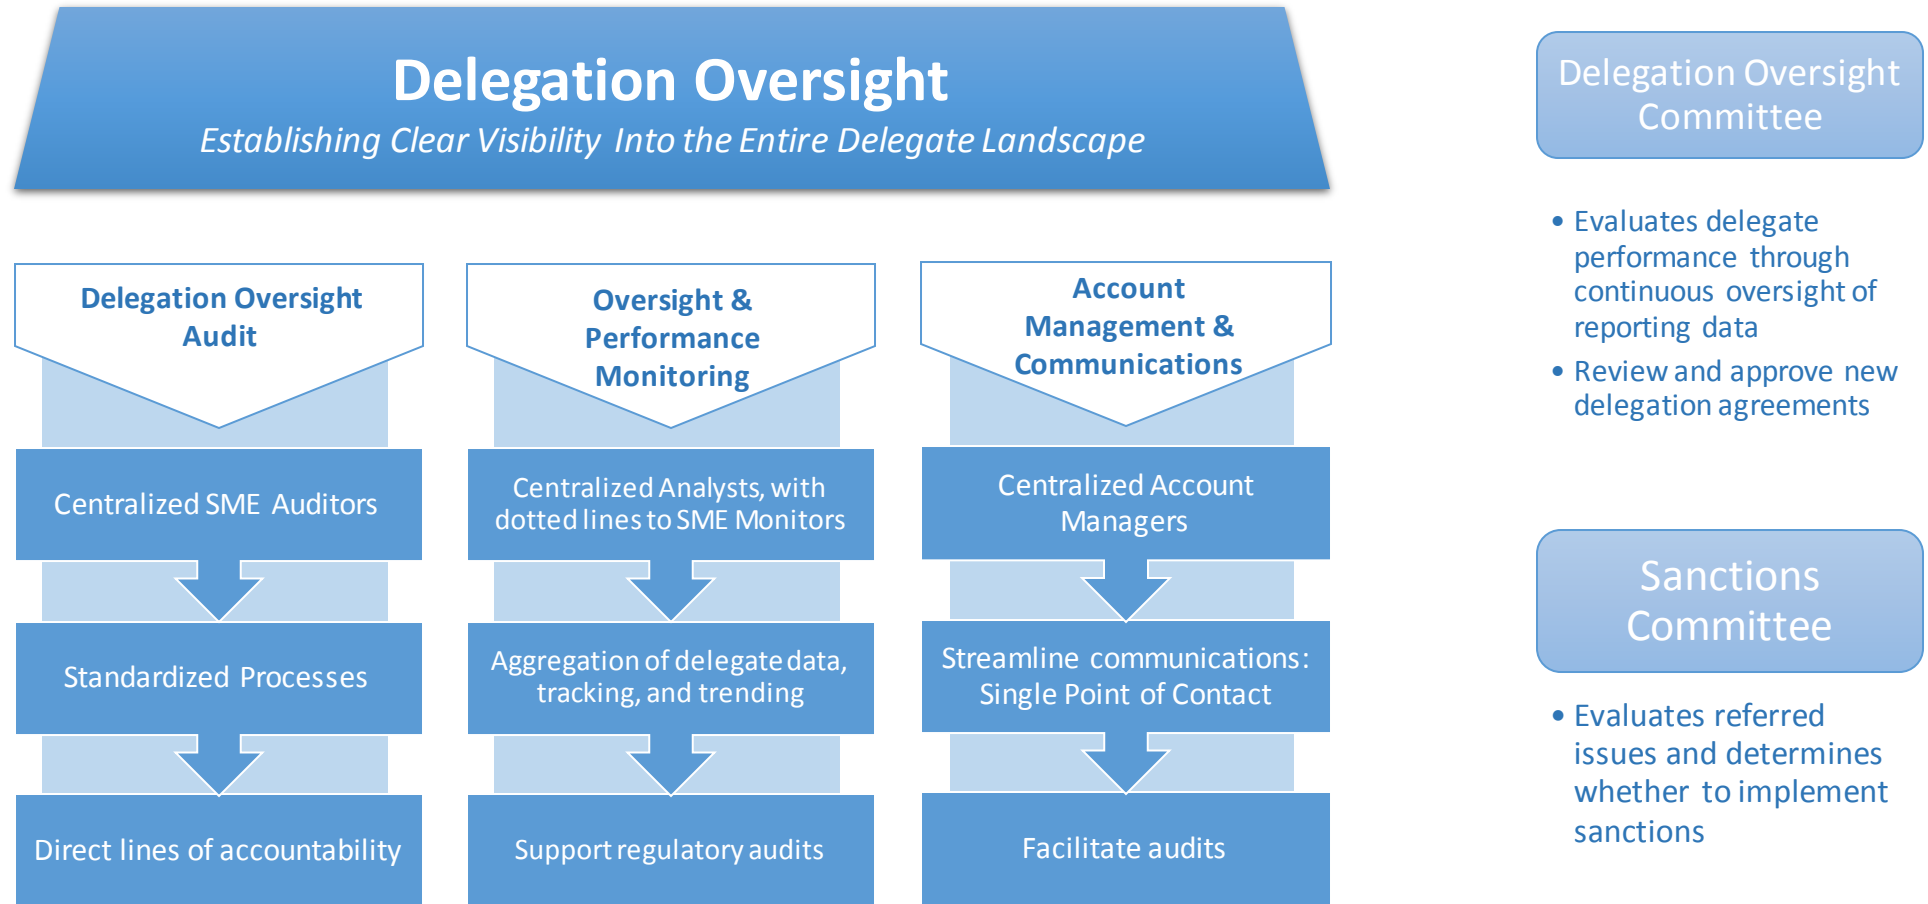 Delegation Oversight
Establishing Clear Visibility Into the Entire Delegate Landscape
Delegation Oversight
Audit
Centralized SME Auditors
Standardized Processes
Direct lines of accountability
Oversight &
Performance
Monitoring
Centralized Analysts, with
dotted lines to SME Monitors
Aggregation of delegate data,
tracking, and trending
Support regulatory audits
Account
Management &
Communications
Centralized Account
Managers
Streamline communications:
Single Point of Contact
Facilitate audits
Delegation Oversight
Committee
• Evaluates delegate
performance through
continuous oversight of
reporting data
• Review and approve new
delegation agreements
Sanctions
Committee
• Evaluates referred
issues and determines
whether to implement
sanctions